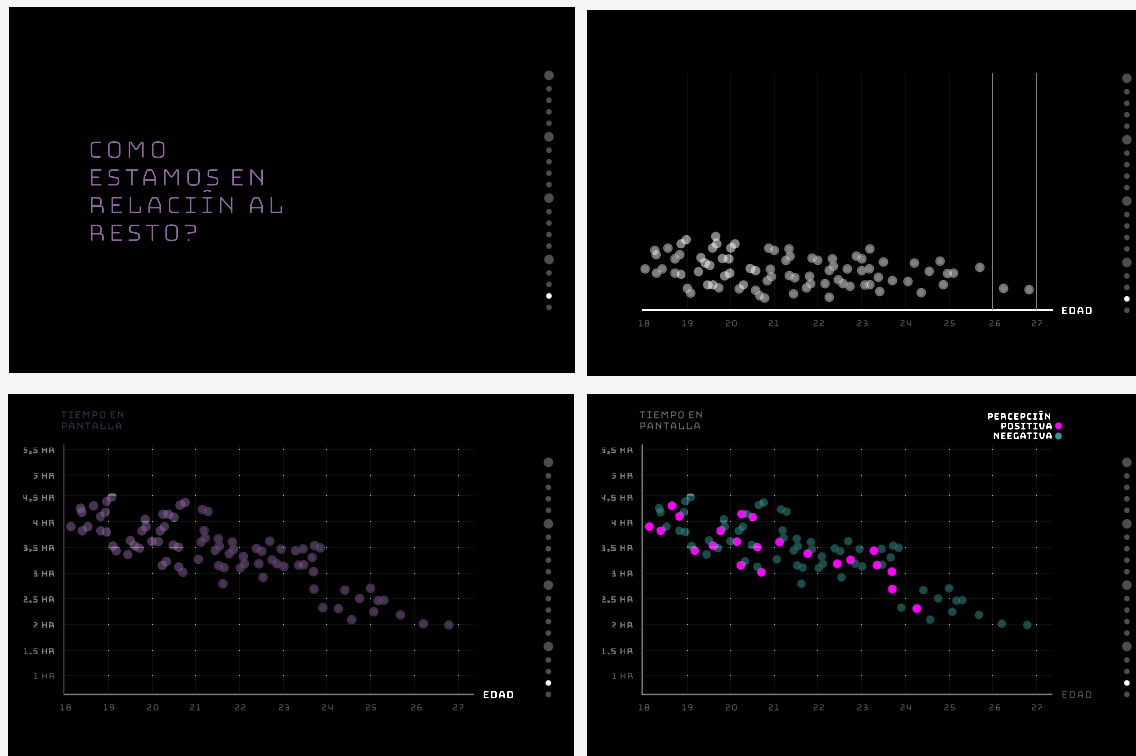 COMO
ESTAMOS EN
RELACIÎN AL
RESTO?
EDAD
18 19 20 21 22 23 24 25 26 27
TIEMPO EN
PANTALLA
5,5 HR
5 HR
4,5 HR
4 HR
3,5 HR
3 HR
2.5 HR
2 HR
1,5 HR
1 HR
EDAD
18 19 20 21 22 23 24 25 26 27
TIEMPO EN
PANTALLA
PERCEPCIÎN
POSITIVA
NEEGATIVA
5,5 HR
5 HR
4,5 HR
4 HR
3,5 HR
3 HR
2.5 HR
2 HR
1,5 HR
1 HR
EDAD
18 19 20 21 22 23 24 25 26 27